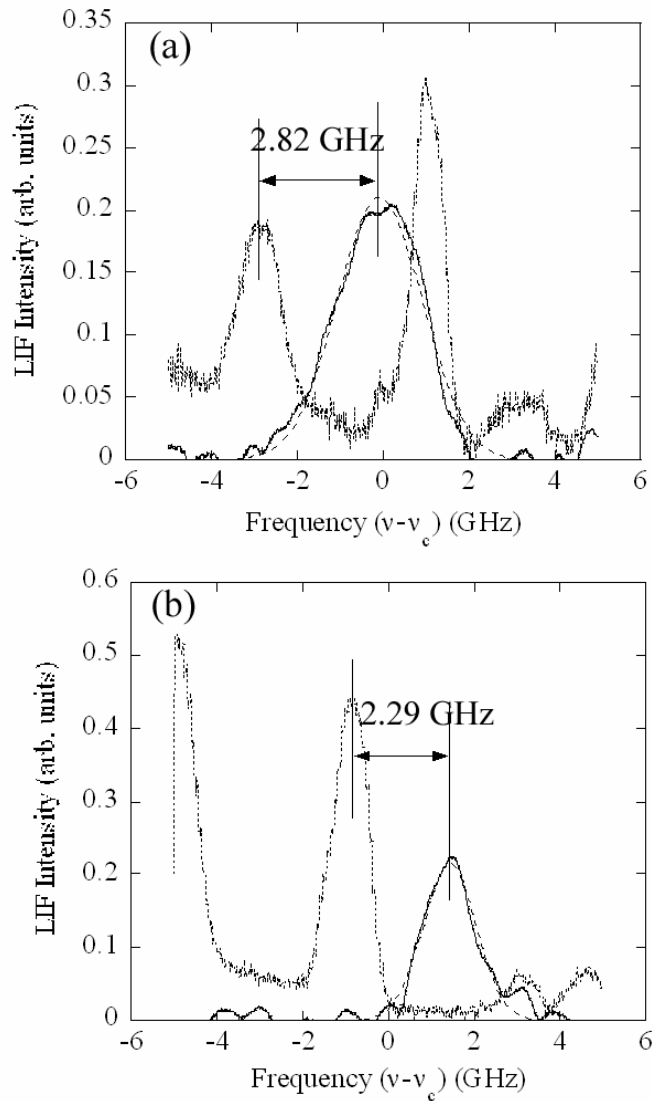 (a)
0.35
0.3
0.25
0.2
0.15
0.1
0.05
0
LIF Intensity (arb. units)
2.82 GHz
-6 -4 -2 0 2 4 6
Frequency (ν-ν_c) (GHz)
(b)
0.6
0.5
0.4
0.3
0.2
0.1
0
LIF Intensity (arb. units)
2.29 GHz
-6 -4 -2 0 2 4 6
Frequency (ν-ν_c) (GHz)